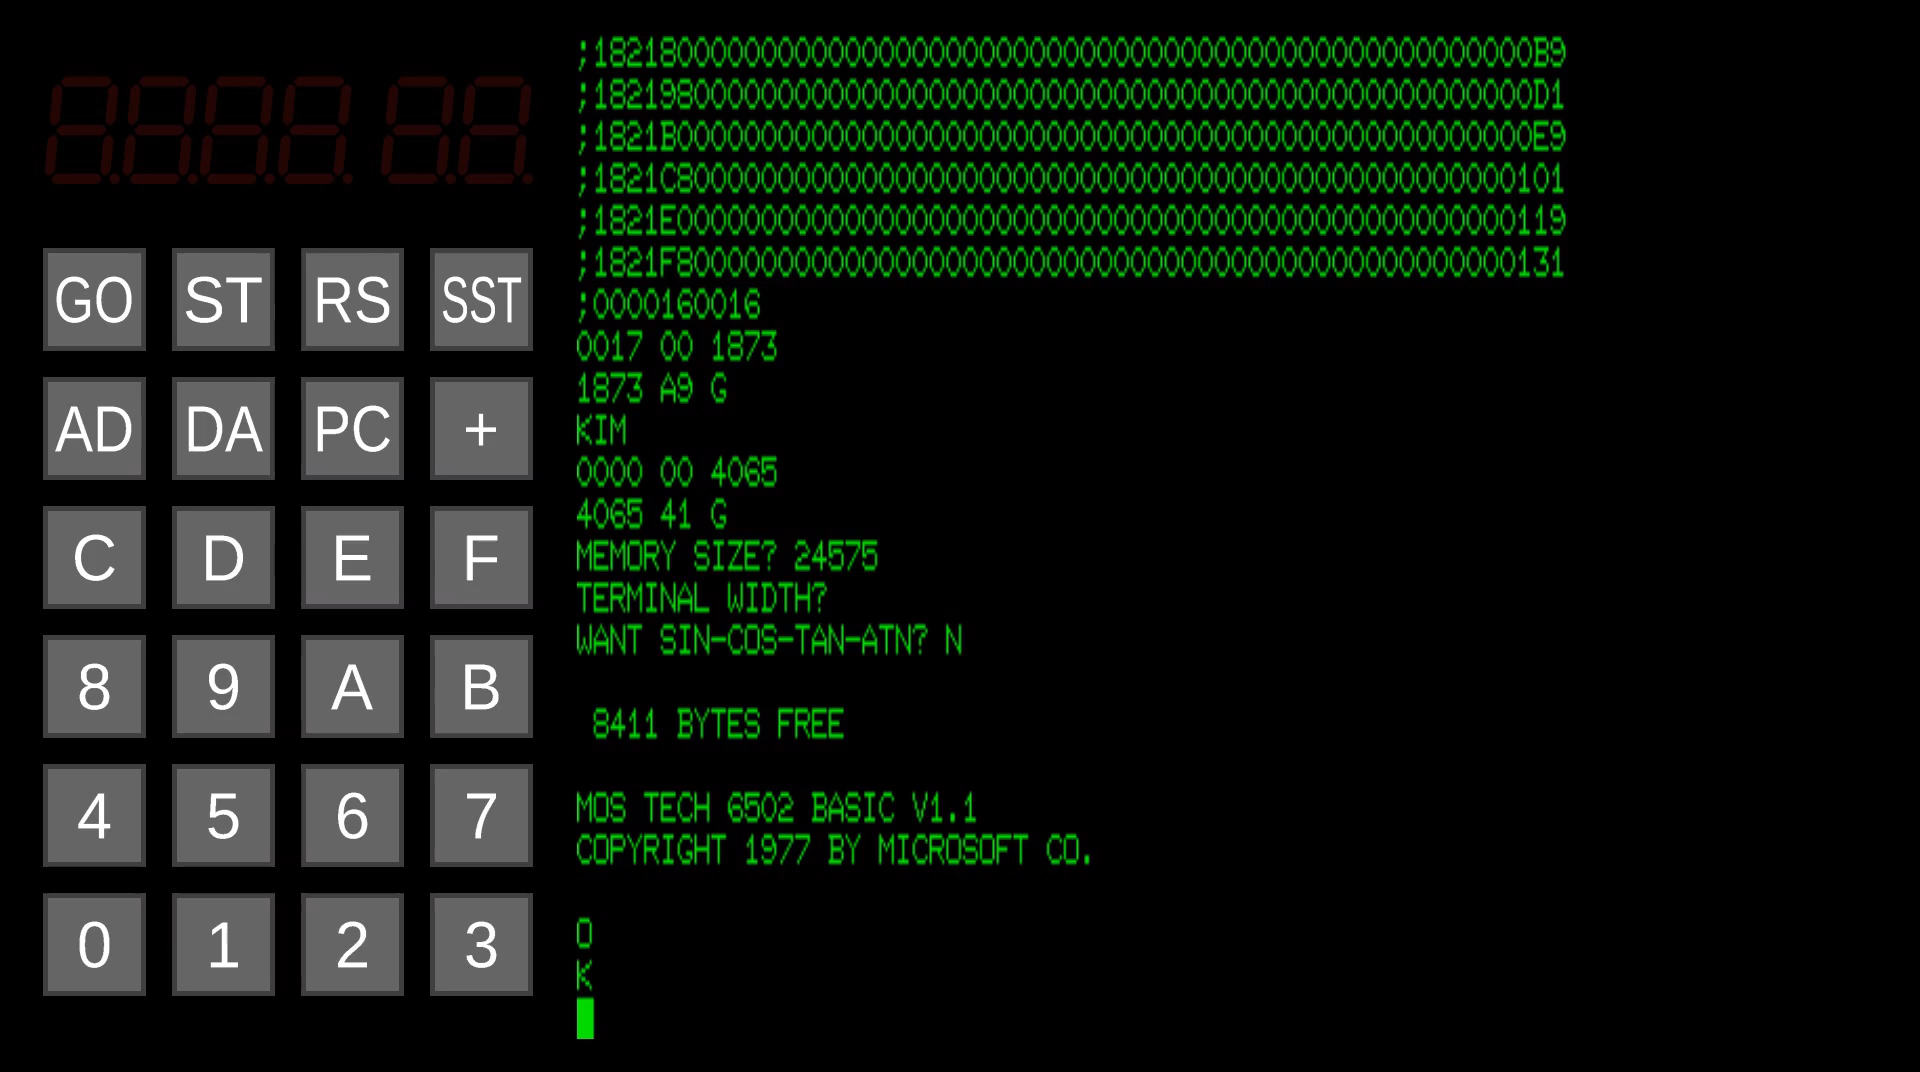 GO ST RS SST
AD DA PC +
C D E F
8 9 A B
4 5 6 7
0 1 2 3
;18218000000000000000000000000000000000000000000000000000B9
;18219800000000000000000000000000000000000000000000000000D1
;1821B000000000000000000000000000000000000000000000000000E9
;1821C80000000000000000000000000000000000000000000000000101
;1821E00000000000000000000000000000000000000000000000000119
;1821F80000000000000000000000000000000000000000000000000131
;0000160016
0017 00 1873
1873 A9 G
KIM
0000 00 4065
4065 41 G
MEMORY SIZE? 24575
TERMINAL WIDTH?
WANT SIN-COS-TAN-ATN? N
8411 BYTES FREE
MOS TECH 6502 BASIC V1.1
COPYRIGHT 1977 BY MICROSOFT CO.
O
K